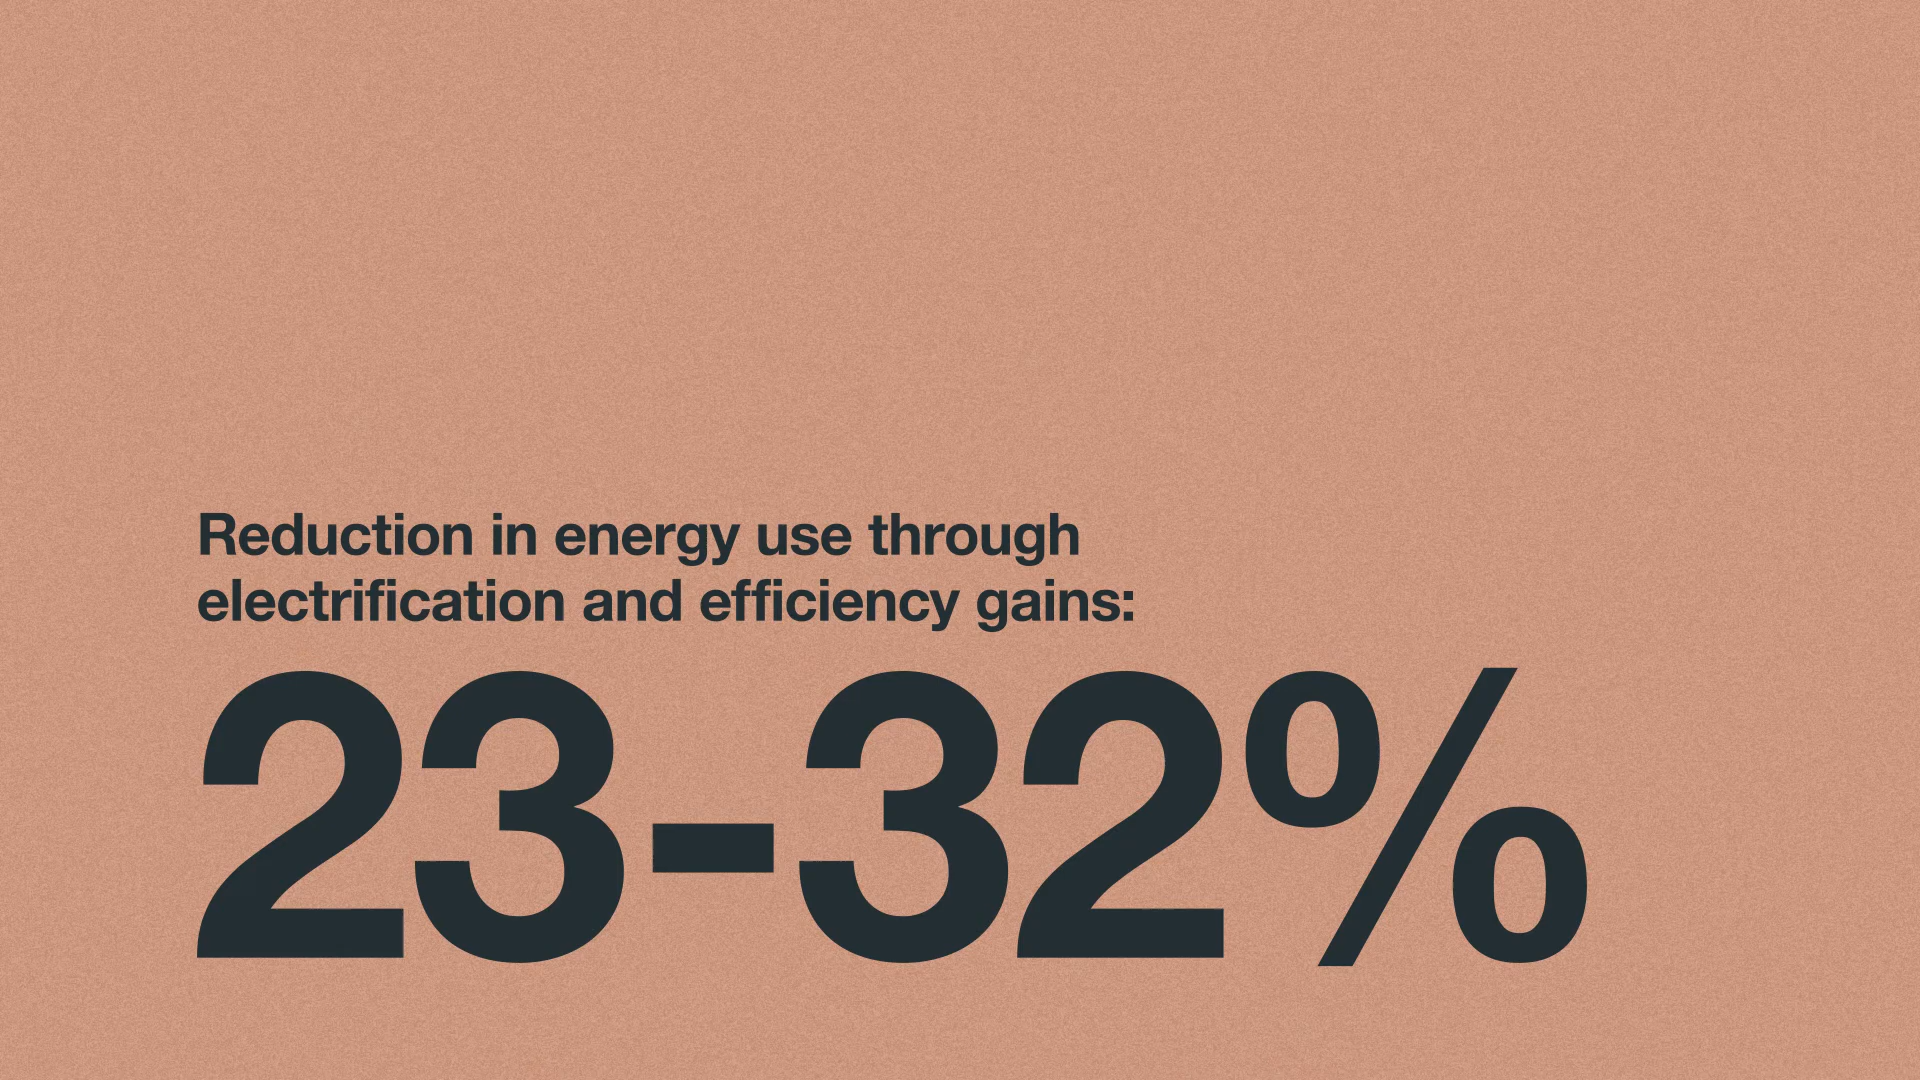 Reduction in energy use through
electrification and efficiency gains:
23-32%